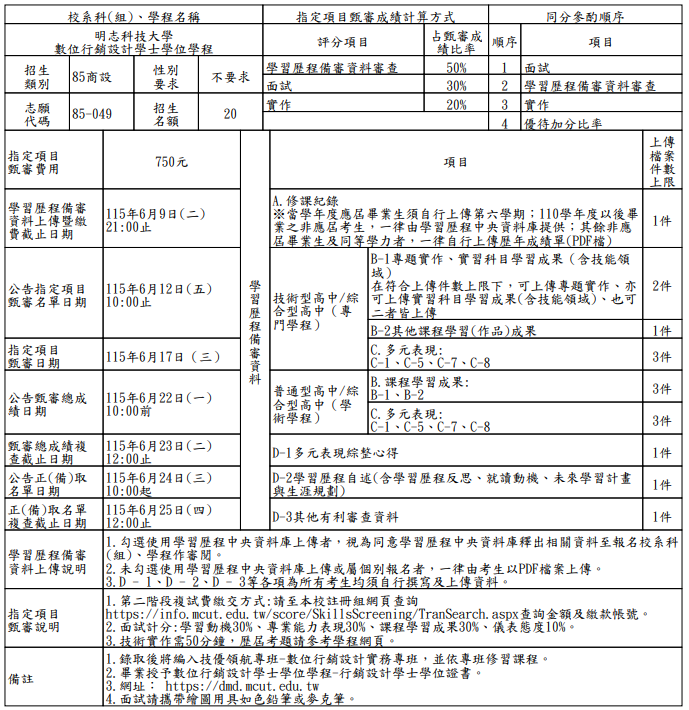 校系科(組)、學程名稱
指定項目甄審成績計算方式
同分參酌順序
明志科技大學
數位行銷設計學士學位學程
評分項目
占甄審成
績比率
順序
項目
招生
類別
85商設
性別
要求
不要求
學習歷程備審資料審查
50%
1
面試
面試
30%
2
學習歷程備審資料審查
志願
代碼
85-049
招生
名額
20
實作
20%
3
實作
4
優待加分比率
指定項目
甄審費用
750元
學習歷程備審資料
項目
上傳
檔案
件數
上限
學習歷程備審
資料上傳暨繳
費截止日期
115年6月9日(二)
21:00止
A.修課紀錄
※當學年度應屆畢業生須自行上傳第六學期；110學年度以後畢
業之非應屆考生，一律由學習歷程中央資料庫提供；其餘非應
屆畢業生及同等學力者，一律自行上傳歷年成績單(PDF檔)
1件
公告指定項目
甄審名單日期
115年6月12日(五)
10:00止
技術型高中/綜
合型高中（專
門學程)
B-1專題實作、實習科目學習成果（含技能領
域）
在符合上傳件數上限下，可上傳專題實作、亦
可上傳實習科目學習成果(含技能領域)、也可
二者皆上傳
2件
B-2其他課程學習(作品)成果
1件
指定項目
甄審日期
115年6月17日 (三)
C.多元表現:
C-1、C-5、C-7、C-8
3件
公告甄審總成
績日期
115年6月22日(一)
10:00前
普通型高中/綜
合型高中（學
術學程）
B.課程學習成果:
B-1、B-2
3件
C.多元表現:
C-1、C-5、C-7、C-8
3件
甄審總成績複
查截止日期
115年6月23日(二)
12:00止
D-1多元表現綜整心得
1件
公告正(備)取
名單日期
115年6月24日(三)
10:00起
D-2學習歷程自述(含學習歷程反思、就讀動機、未來學習計畫
與生涯規劃)
1件
正(備)取名單
複查截止日期
115年6月25日(四)
12:00止
D-3其他有利審查資料
1件
學習歷程備審
資料上傳說明
1.勾選使用學習歷程中央資料庫上傳者，視為同意學習歷程中央資料庫釋出相關資料至報名校系科
(組)、學程作審閱。
2.未勾選使用學習歷程中央資料庫上傳或屬個別報名者，一律由考生以PDF檔案上傳。
3.D－1、D－2、D－3等各項為所有考生均須自行撰寫及上傳資料。
指定項目
甄審說明
1.第二階段複試費繳交方式:請至本校註冊組網頁查詢
https://info.mcut.edu.tw/score/SkillsScreening/TranSearch.aspx查詢金額及繳款帳號。
2.面試計分:學習動機30%、專業能力表現30%、課程學習成果30%、儀表態度10%。
3.技術實作需50分鐘，歷屆考題請參考學程網頁。
備註
1.錄取後將編入技優領航專班-數位行銷設計實務專班，並依專班修習課程。
2.畢業授予數位行銷設計學士學位學程-行銷設計學士學位證書。
3.網址： https://dmd.mcut.edu.tw
4.面試請攜帶繪圖用具如色鉛筆或麥克筆。